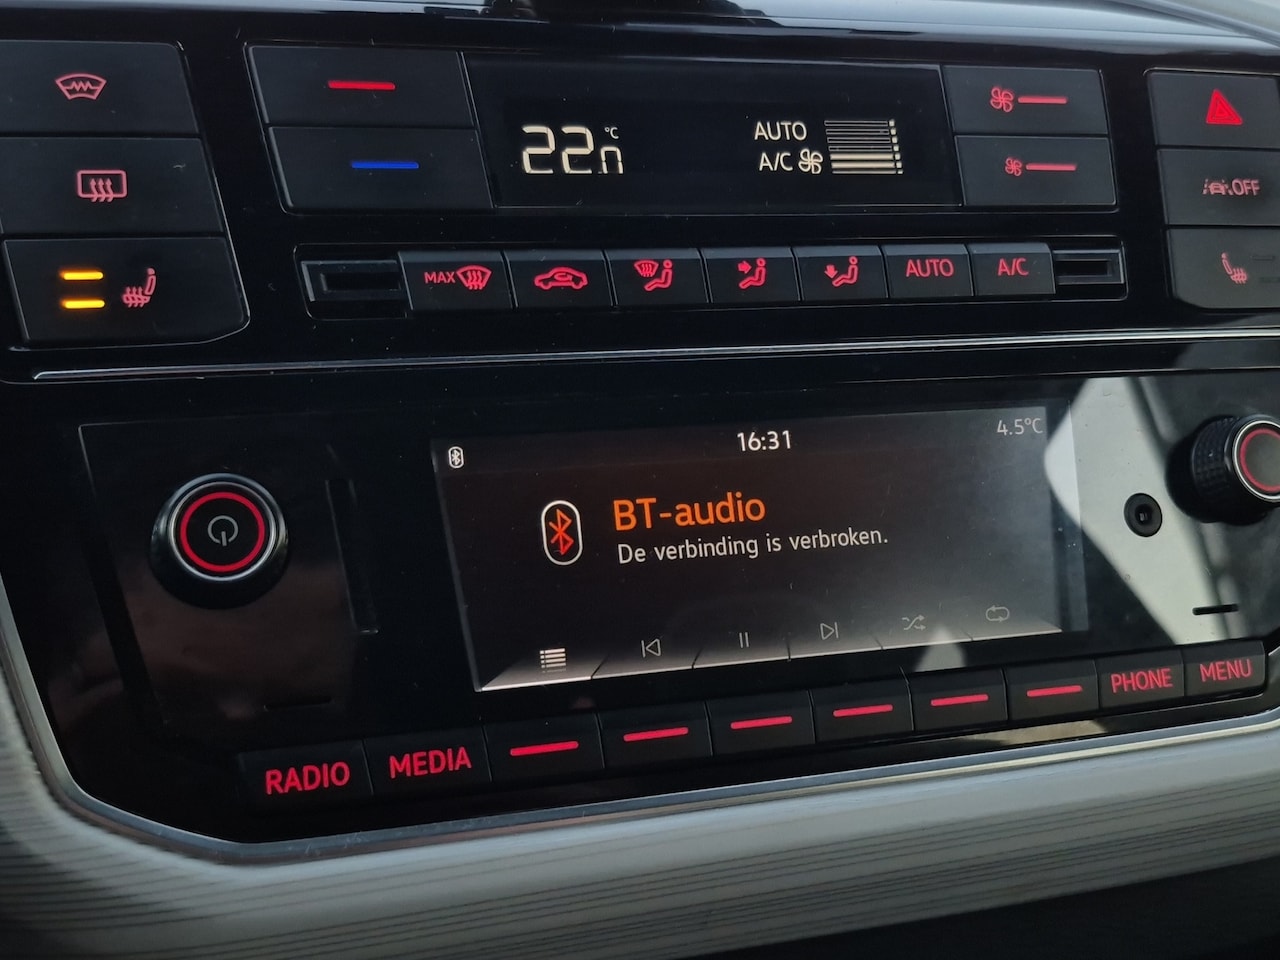 22.0 °C
AUTO
A/C
OFF
MAX
AUTO
A/C
16:31
4.5°C
BT-audio
De verbinding is verbroken.
RADIO
MEDIA
PHONE
MENU